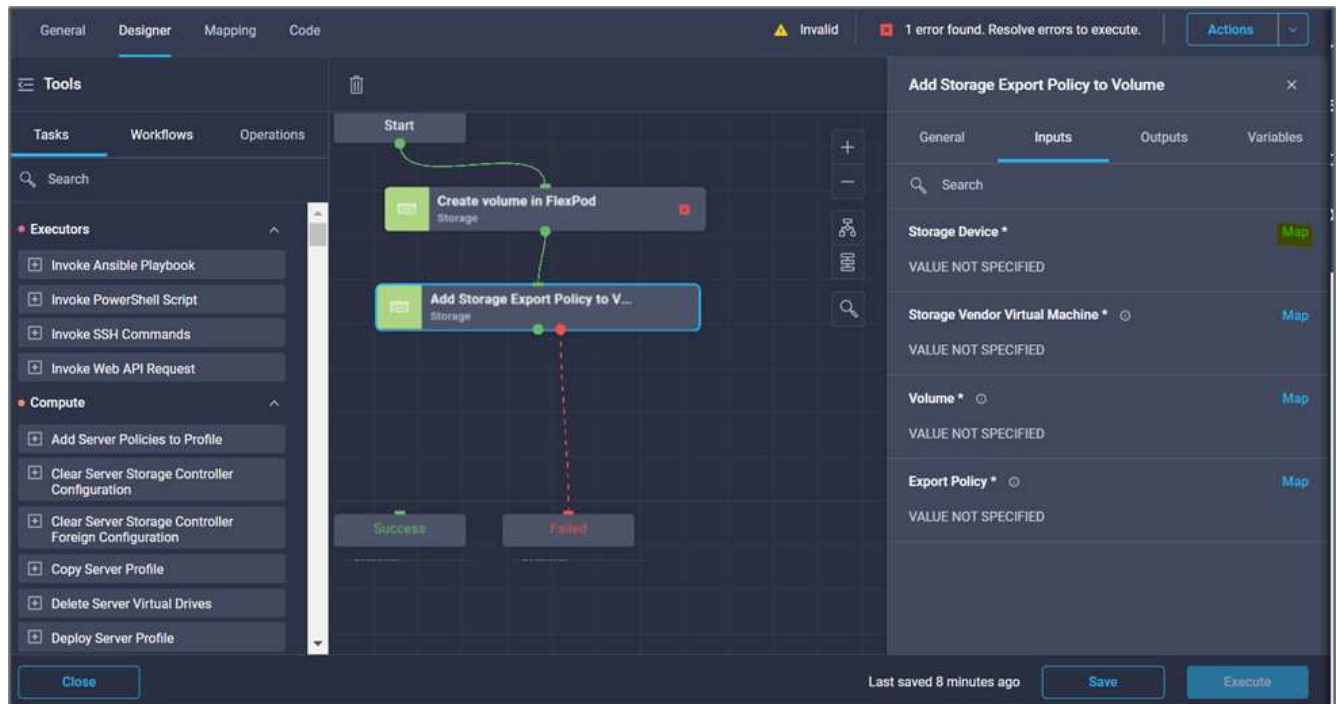 General Designer Mapping Code Invalid 1 error found. Resolve errors to execute. Actions
Tools
Tasks Workflows Operations
Search
Executors
Invoke Ansible Playbook
Invoke PowerShell Script
Invoke SSH Commands
Invoke Web API Request
Compute
Add Server Policies to Profile
Clear Server Storage Controller
Configuration
Clear Server Storage Controller
Foreign Configuration
Copy Server Profile
Delete Server Virtual Drives
Deploy Server Profile
Start
Create volume in FlexPod
Storage
Add Storage Export Policy to V...
Storage
Success Failed
Add Storage Export Policy to Volume
General Inputs Outputs Variables
Search
Storage Device * Map
VALUE NOT SPECIFIED
Storage Vendor Virtual Machine * Map
VALUE NOT SPECIFIED
Volume * Map
VALUE NOT SPECIFIED
Export Policy * Map
VALUE NOT SPECIFIED
Close Last saved 8 minutes ago Save Execute